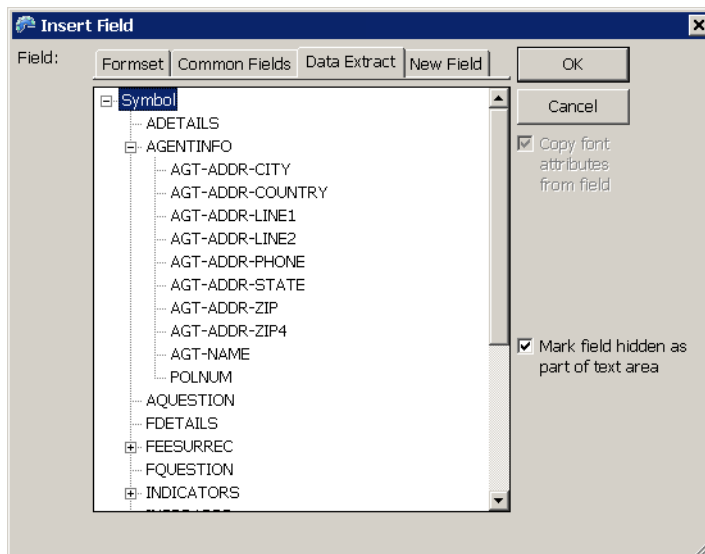 Insert Field
Field:
Formset Common Fields Data Extract New Field
OK
Cancel
Copy font
attributes
from field
Mark field hidden as
part of text area
Symbol
ADETAILS
AGENTINFO
AGT-ADDR-CITY
AGT-ADDR-COUNTRY
AGT-ADDR-LINE1
AGT-ADDR-LINE2
AGT-ADDR-PHONE
AGT-ADDR-STATE
AGT-ADDR-ZIP
AGT-ADDR-ZIP4
AGT-NAME
POLNUM
AQUESTION
FDETAILS
FEESURREC
FQUESTION
INDICATORS